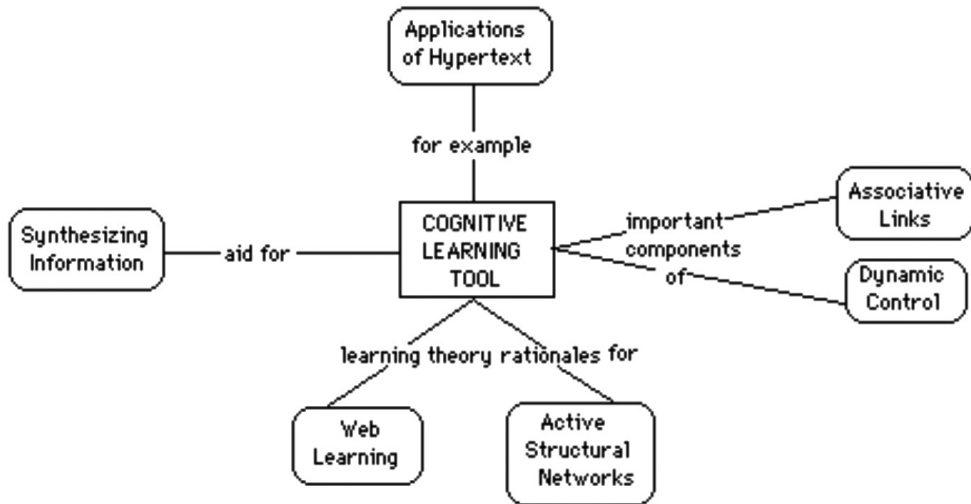 Applications
of Hypertext
for example
COGNITIVE
LEARNING
TOOL
Synthesizing
Information
aid for
important
components
of
Associative
Links
Dynamic
Control
learning theory rationales for
Web
Learning
Active
Structural
Networks